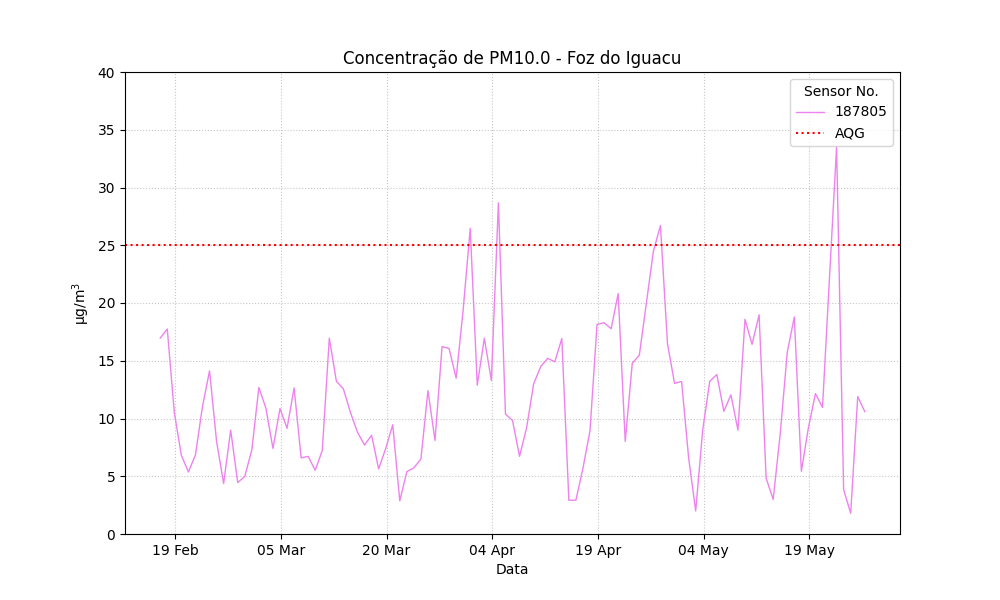 Concentração de PM10.0 - Foz do Iguacu
Sensor No.
187805
AQG
µg/m³
40
35
30
25
20
15
10
5
0
19 Feb
05 Mar
20 Mar
04 Apr
19 Apr
04 May
19 May
Data